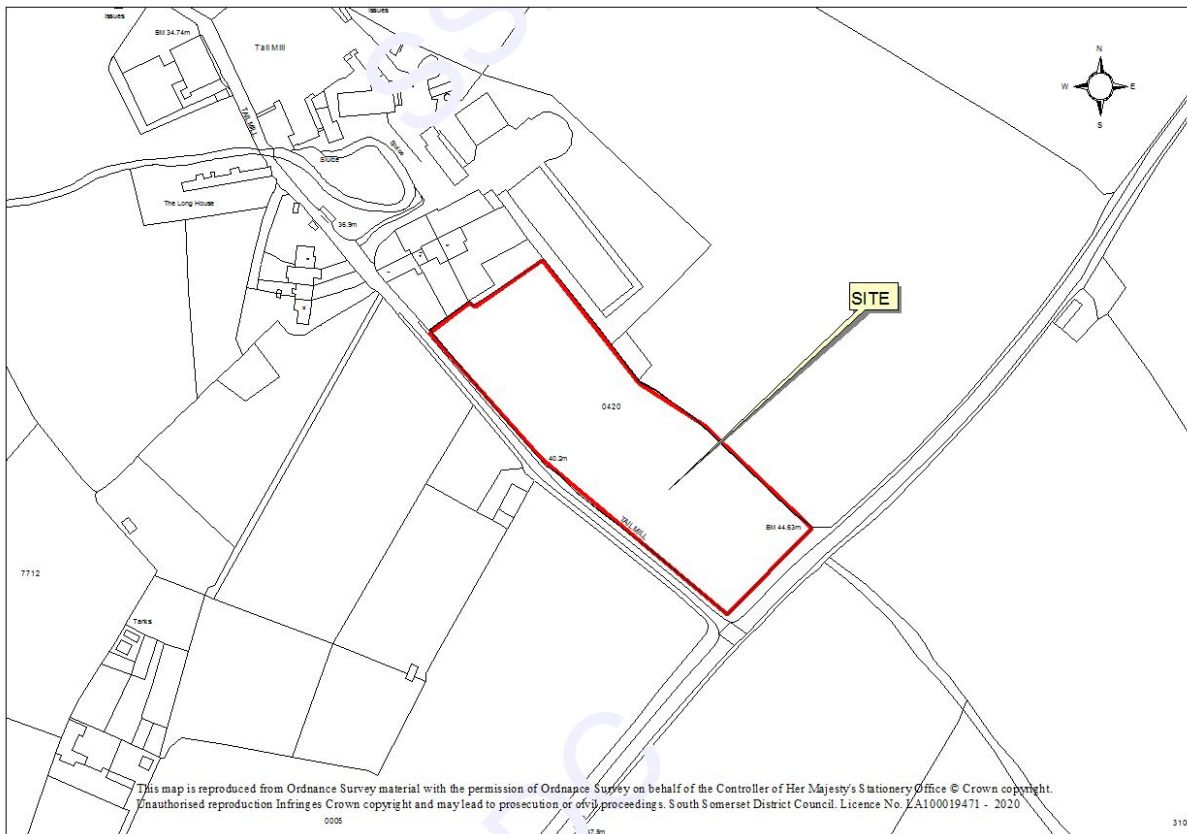 Issues
Issues
BM 34.74m
Tail Mill
N
W
E
S
TAIL MILL
Sluice
The Long House
36.9m
SITE
0420
40.2m
TAIL MILL
BM 44.63m
7712
Tanks
This map is reproduced from Ordnance Survey material with the permission of Ordnance Survey on behalf of the Controller of Her Majesty's Stationery Office © Crown copyright.
Unauthorised reproduction Infringes Crown copyright and may lead to prosecution or civil proceedings. South Somerset District Council. Licence No. LA100019471 - 2020
0005
310